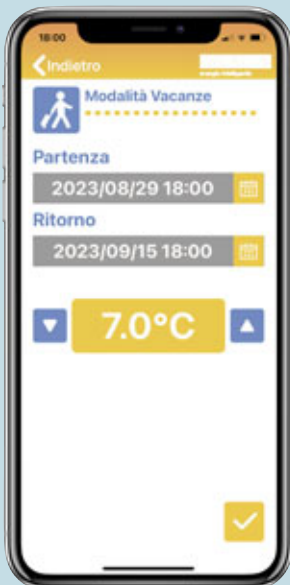 18:00
Indietro
Modalità Vacanze
Partenza
2023/08/29 18:00
Ritorno
2023/09/15 18:00
7.0°C